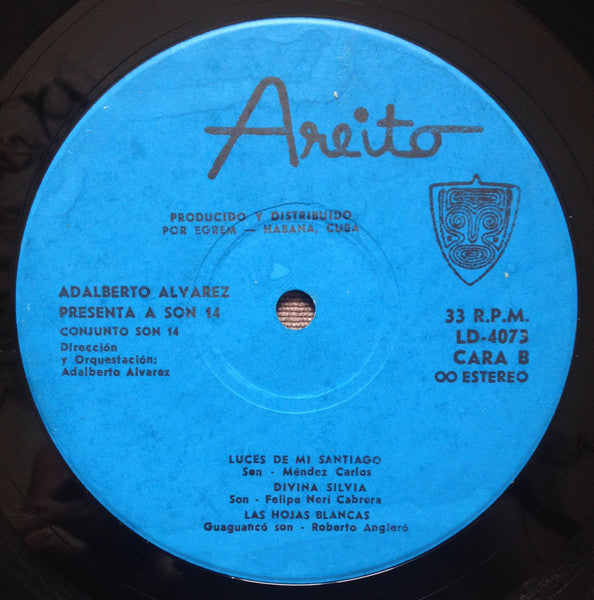 Areito
PRODUCIDO Y DISTRIBUIDO
POR EGREM — HABANA, CUBA
ADALBERTO ALVAREZ
PRESENTA A SON 14
CONJUNTO SON 14
Dirección
y Orquestación:
Adalberto Alvarez
33 R.P.M.
LD-4073
CARA B
∞ ESTEREO
LUCES DE MI SANTIAGO
Son - Méndez Carlos
DIVINA SILVIA
Son - Felipe Neri Cabrera
LAS HOJAS BLANCAS
Guaguancó son - Roberto Angleró